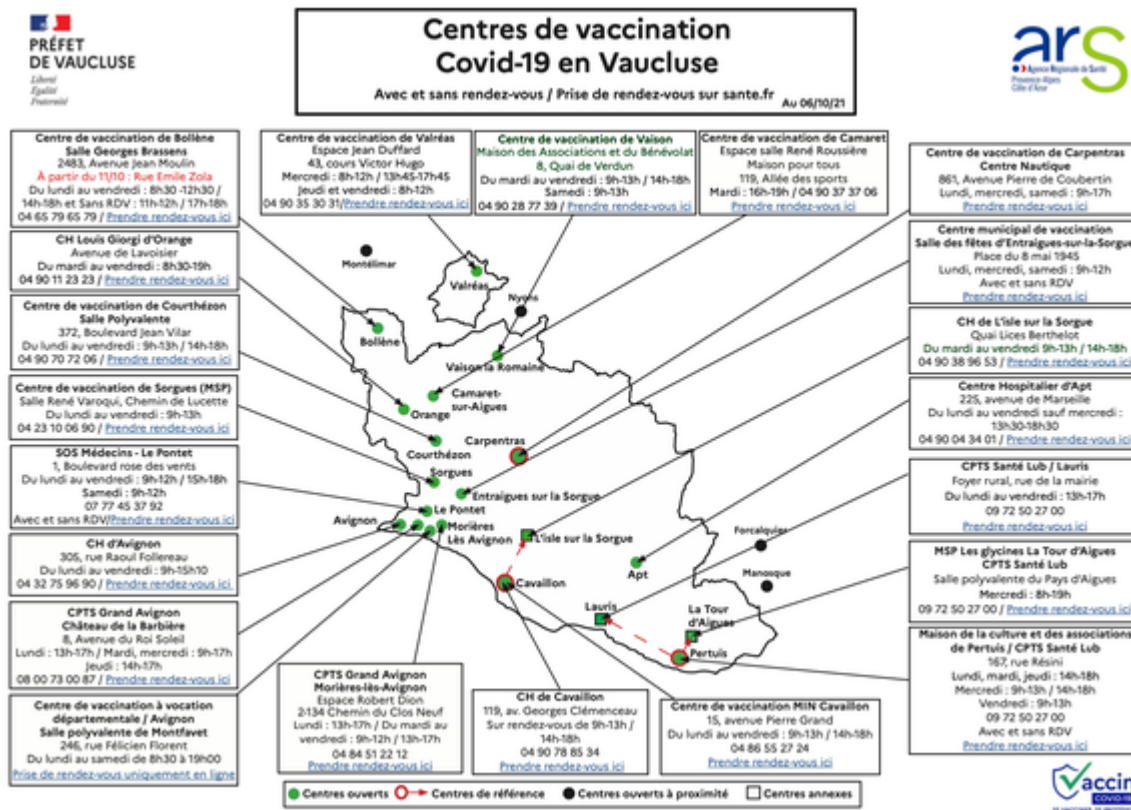 PRÉFET
DE VAUCLUSE
Liberté
Égalité
Fraternité
Centres de vaccination
Covid-19 en Vaucluse
Avec et sans rendez-vous / Prise de rendez-vous sur sante.fr
Au 06/10/21
ars
Agence Régionale de Santé
Provence-Alpes
Côte d'Azur
Centre de vaccination de Bollène
Salle Georges Brassens
2483, Avenue Jean Moulin
À partir du 11/10 : Rue Emile Zola
Du lundi au vendredi : 8h30 -12h30 /
14h-18h et Sans RDV : 11h-12h / 17h-18h
04 65 79 65 79 / Prendre rendez-vous ici
CH Louis Giorgi d'Orange
Avenue de Lavoisier
Du mardi au vendredi : 8h30-19h
04 90 11 23 23 / Prendre rendez-vous ici
Centre de vaccination de Courthézon
Salle Polyvalente
372, Boulevard Jean Vilar
Du lundi au vendredi : 9h-13h / 14h-18h
04 90 70 72 06 / Prendre rendez-vous ici
Centre de vaccination de Sorgues (MSP)
Salle René Varoqui, Chemin de Lucette
Du lundi au vendredi : 9h-13h
04 23 10 06 90 / Prendre rendez-vous ici
SOS Médecins - Le Pontet
1, Boulevard rose des vents
Du lundi au vendredi : 9h-12h / 15h-18h
Samedi : 9h-12h
07 77 45 37 92
Avec et sans RDV/Prendre rendez-vous ici
CH d'Avignon
305, rue Raoul Follereau
Du lundi au vendredi : 9h-15h10
04 32 75 96 90 / Prendre rendez-vous ici
CPTS Grand Avignon
Château de la Barbière
8, Avenue du Roi Soleil
Lundi : 13h-17h / Mardi, mercredi : 9h-17h
Jeudi : 14h-17h
08 00 73 00 87 / Prendre rendez-vous ici
Centre de vaccination à vocation
départementale / Avignon
Salle polyvalente de Montfavet
246, rue Félicien Florent
Du lundi au samedi de 8h30 à 19h00
Prise de rendez-vous uniquement en ligne
Centre de vaccination de Valréas
Espace Jean Duffard
43, cours Victor Hugo
Mercredi : 8h-12h / 13h45-17h45
Jeudi et vendredi : 8h-12h
04 90 35 30 31/Prendre rendez-vous ici
Centre de vaccination de Vaison
Maison des Associations et du Bénévolat
8, Quai de Verdun
Du mardi au vendredi : 9h-13h / 14h-18h
Samedi : 9h-13h
04 90 28 77 39 / Prendre rendez-vous ici
Centre de vaccination de Camaret
Espace salle René Roussière
Maison pour tous
119, Allée des sports
Mardi : 16h-19h / 04 90 37 37 06
Prendre rendez-vous ici
Centre de vaccination de Carpentras
Centre Nautique
861, Avenue Pierre de Coubertin
Lundi, mercredi, samedi : 9h-17h
Prendre rendez-vous ici
Centre municipal de vaccination
Salle des fêtes d'Entraigues-sur-la-Sorgue
Place du 8 mai 1945
Lundi, mercredi, samedi : 9h-12h
Avec et sans RDV
Prendre rendez-vous ici
CH de L'isle sur la Sorgue
Quai Lices Berthelot
Du mardi au vendredi 9h-13h / 14h-18h
04 90 38 96 53 / Prendre rendez-vous ici
Centre Hospitalier d'Apt
225, avenue de Marseille
Du lundi au vendredi sauf mercredi :
13h30-18h30
04 90 04 34 01 / Prendre rendez-vous ici
CPTS Santé Lub / Lauris
Foyer rural, rue de la mairie
Du lundi au vendredi : 13h-17h
09 72 50 27 00
Prendre rendez-vous ici
MSP Les glycines La Tour d'Aigues
CPTS Santé Lub
Salle polyvalente du Pays d'Aigues
Mercredi : 8h-19h
09 72 50 27 00 / Prendre rendez-vous ici
Maison de la culture et des associations
de Pertuis / CPTS Santé Lub
167, rue Résini
Lundi, mardi, jeudi : 14h-18h
Mercredi : 9h-13h / 14h-18h
Vendredi : 9h-13h
09 72 50 27 00
Avec et sans RDV
Prendre rendez-vous ici
Montélimar
Valréas
Nyons
Bollène
Vaison la Romaine
Camaret-
sur-Aigues
Orange
Courthézon
Carpentras
Sorgues
Entraigues sur la Sorgue
Le Pontet
Avignon
Morières
Lès Avignon
L'isle sur la Sorgue
Cavaillon
Apt
Forcalquier
Manosque
Lauris
La Tour
d'Aigues
Pertuis
CPTS Grand Avignon
Morières-lès-Avignon
Espace Robert Dion
2-134 Chemin du Clos Neuf
Lundi : 13h-17h / Du mardi au
vendredi : 9h-12h / 13h-17h
04 84 51 22 12
Prendre rendez-vous ici
CH de Cavaillon
119, av. Georges Clémenceau
Sur rendez-vous de 9h-13h /
14h-18h
04 90 78 85 34
Prendre rendez-vous ici
Centre de vaccination MIN Cavaillon
15, avenue Pierre Grand
Du lundi au vendredi : 9h-13h / 14h-18h
04 86 55 27 24
Prendre rendez-vous ici
Centres ouverts
Centres de référence
Centres ouverts à proximité
Centres annexes
Vaccin
COVID-19